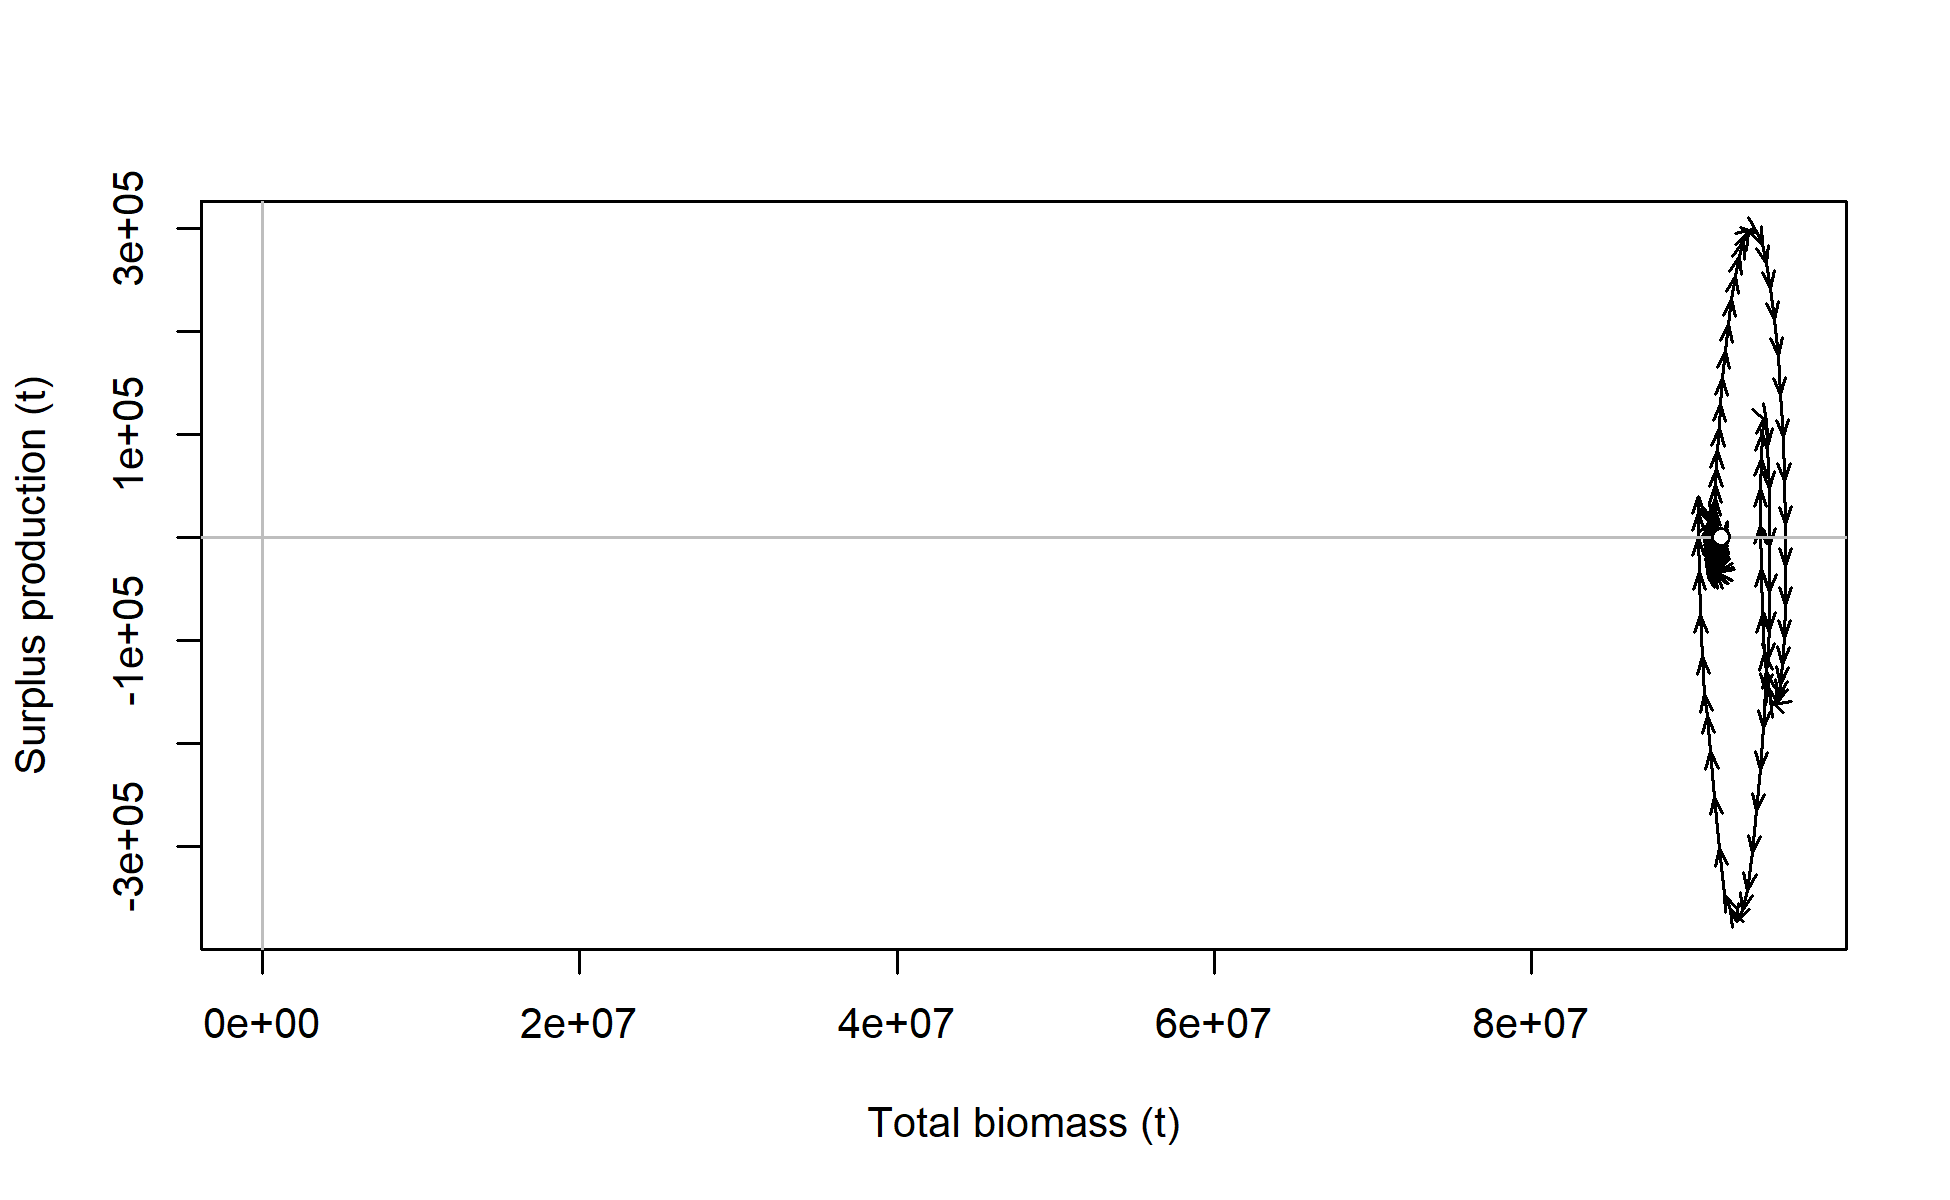 Surplus production (t)
3e+05
1e+05
-1e+05
-3e+05
0e+00 2e+07 4e+07 6e+07 8e+07
Total biomass (t)